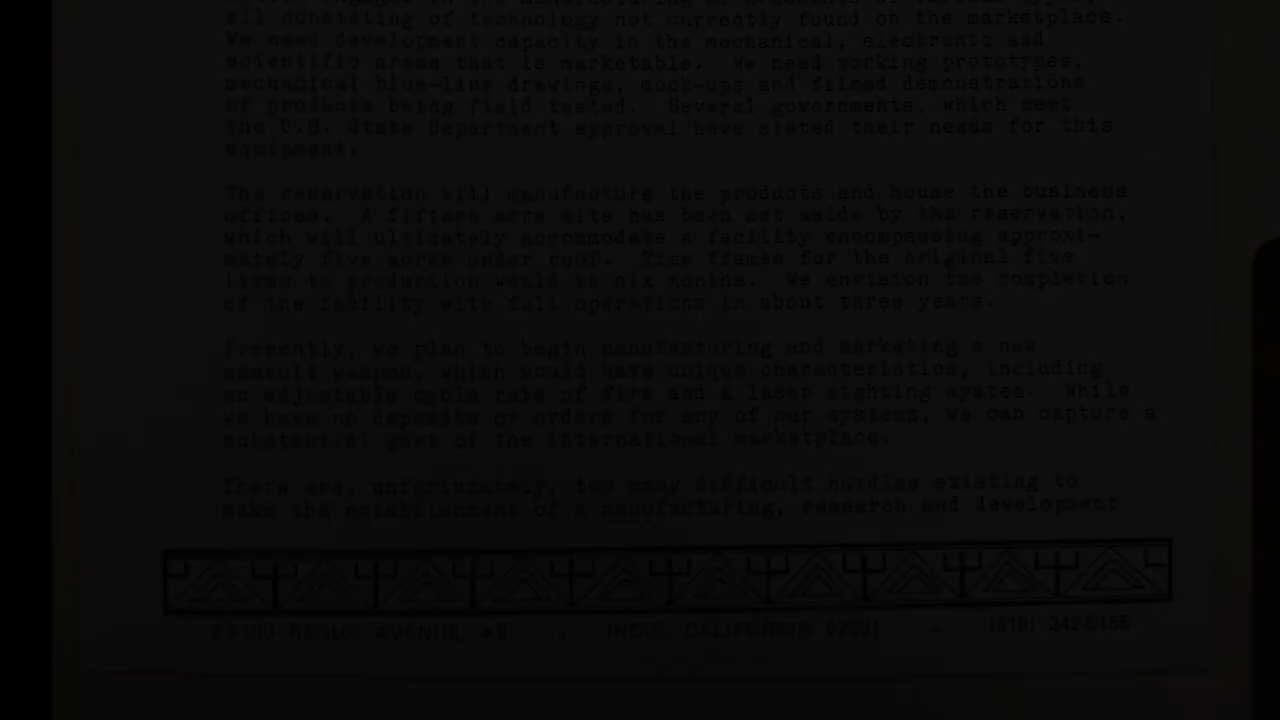 all consisting of technology not currently found on the marketplace.
We need development capacity in the mechanical, electronic and
scientific areas that is marketable. We need working prototypes,
mechanical blue-line drawings, mock-ups and filmed demonstrations
of products being field tested. Several governments, which meet
the U.S. State Department approval have stated their needs for this
equipment.
The reservation will manufacture the products and house the business
offices. A fifteen acre site has been set aside by the reservation,
which will ultimately accommodate a facility encompassing approxi-
mately five acres under roof. Time frames for the original five
items to production would be six months. We envision the completion
of the facility with full operations in about three years.
Presently, we plan to begin manufacturing and marketing a new
assault weapon, which would have unique characteristics, including
an adjustable cycle rate of fire and a laser sighting system. While
we have no deposits or orders for any of our systems, we can capture a
substantial part of the international marketplace.
There are, unfortunately, too many difficult hurdles existing to
make the establishment of a manufacturing, research and development
AVENUE, #9 INDIO, CALIFORNIA (619) 342-5155